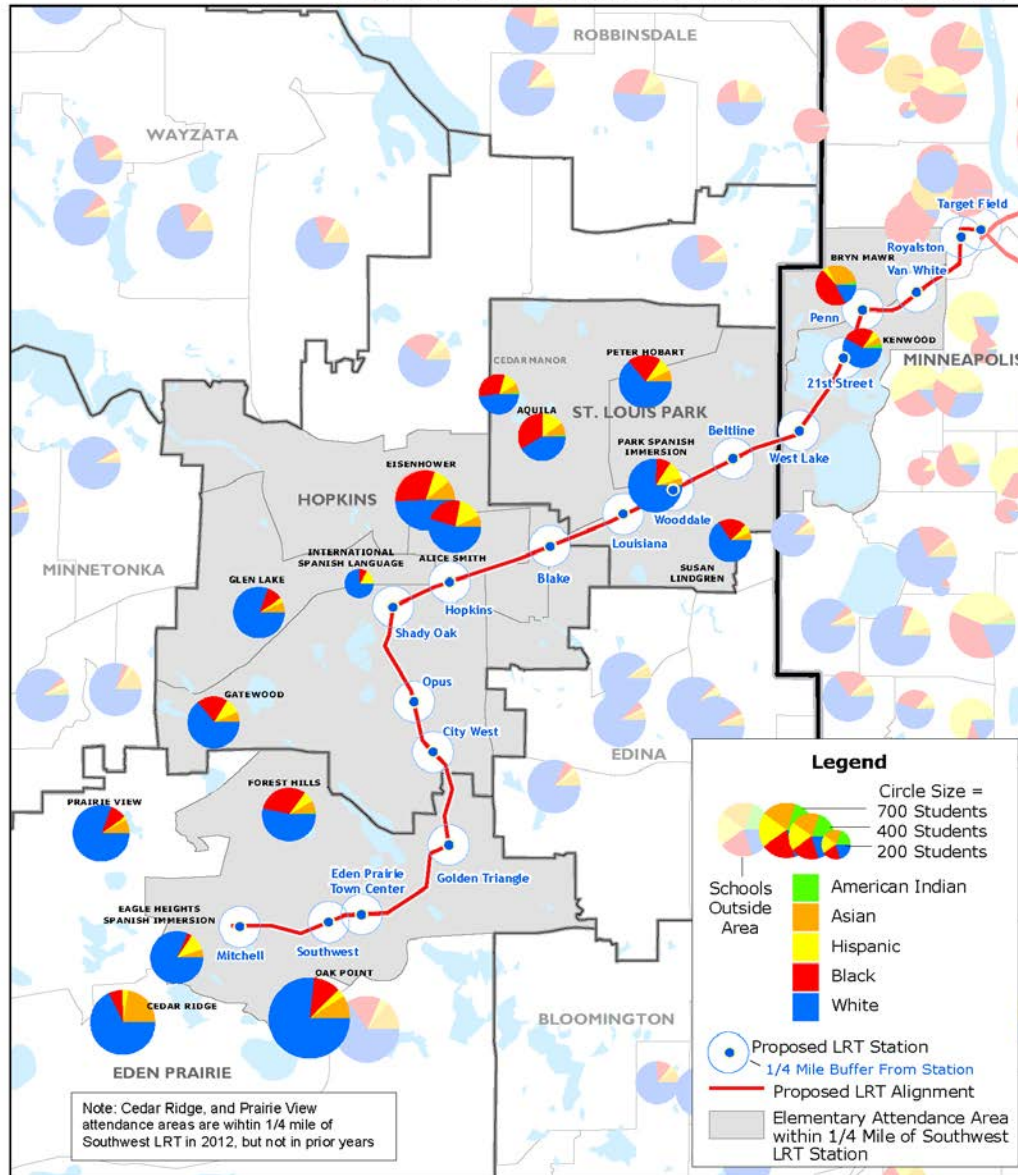 ROBBINSDALE
WAYZATA
Target Field
Royalston
Van White
BRYN MAWR
Penn
KENWOOD
MINNEAPOLIS
21st Street
CEDAR MANOR
PETER HOBART
ST. LOUIS PARK
AQUILA
Beltline
West Lake
PARK SPANISH
IMMERSION
EISENHOWER
HOPKINS
Wooddale
Louisiana
ALICE SMITH
INTERNATIONAL
SPANISH LANGUAGE
Blake
SUSAN
LINDGREN
MINNETONKA
GLEN LAKE
Hopkins
Shady Oak
Opus
GATEWOOD
City West
EDINA
FOREST HILLS
PRAIRIE VIEW
Golden Triangle
Eden Prairie
Town Center
EAGLE HEIGHTS
SPANISH IMMERSION
Mitchell
Southwest
OAK POINT
CEDAR RIDGE
BLOOMINGTON
EDEN PRAIRIE
Note: Cedar Ridge, and Prairie View
attendance areas are wihtin 1/4 mile of
Southwest LRT in 2012, but not in prior years
Legend
Circle Size =
700 Students
400 Students
200 Students
Schools
Outside
Area
American Indian
Asian
Hispanic
Black
White
Proposed LRT Station
1/4 Mile Buffer From Station
Proposed LRT Alignment
Elementary Attendance Area
within 1/4 Mile of Southwest
LRT Station